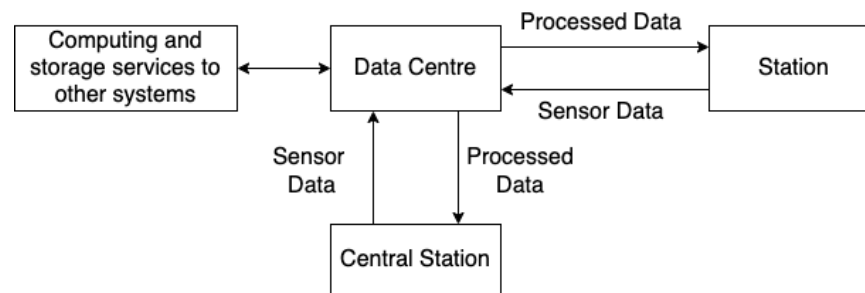 Computing and
storage services to
other systems
Data Centre
Processed Data
Station
Sensor Data
Sensor
Data
Processed
Data
Central Station